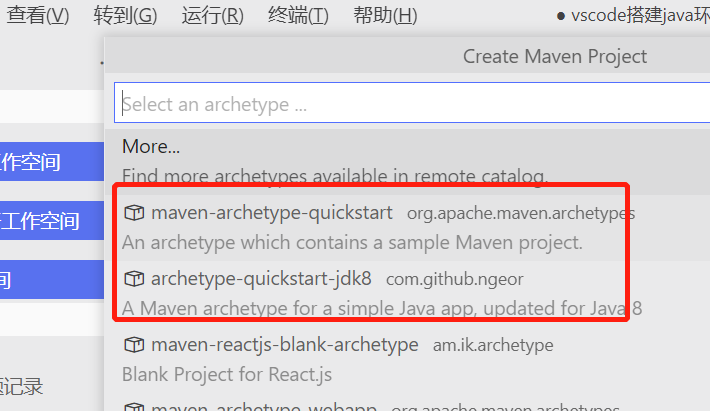 查看(V) 转到(G) 运行(R) 终端(T) 帮助(H) ● vscode搭建java环
Create Maven Project
Select an archetype ...
More...
Find more archetypes available in remote catalog.
作空间
maven-archetype-quickstart org.apache.maven.archetypes
工作空间
An archetype which contains a sample Maven project.
间
archetype-quickstart-jdk8 com.github.ngeor
A Maven archetype for a simple Java app, updated for Java 8
maven-reactjs-blank-archetype am.ik.archetype
Blank Project for React.js
记录
maven-archetype-webapp org.apache.maven.archetypes